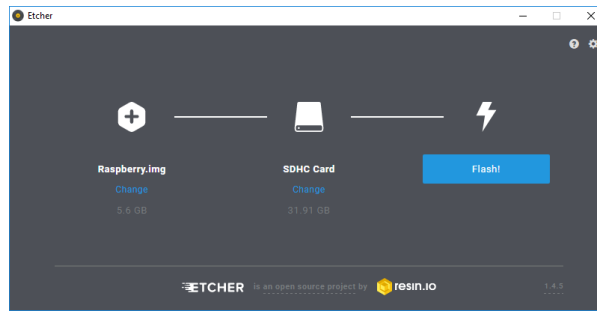 Etcher
Raspberry.img
SDHC Card
Flash!
Change
Change
5.6 GB
31.91 GB
ETCHER is an open source project by resin.io
1.4.5